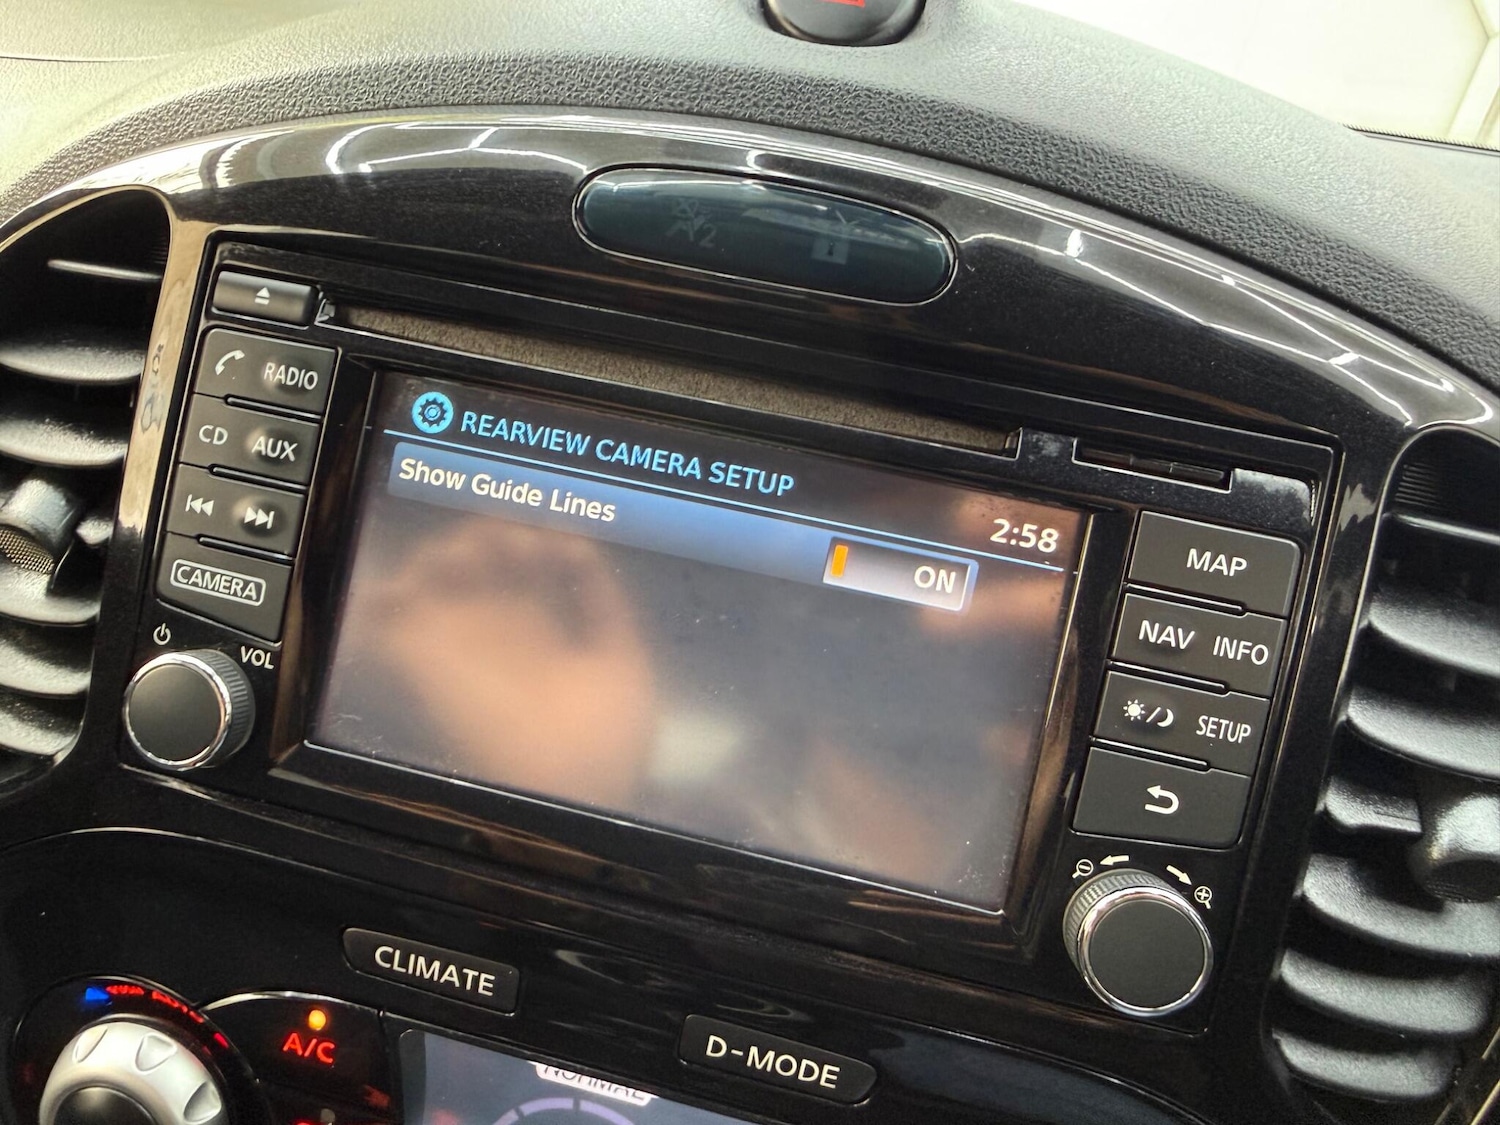 RADIO
CD AUX
CAMERA
VOL
REARVIEW CAMERA SETUP
2:58
Show Guide Lines
ON
MAP
NAV INFO
SETUP
CLIMATE
D-MODE
A/C
NORMAL